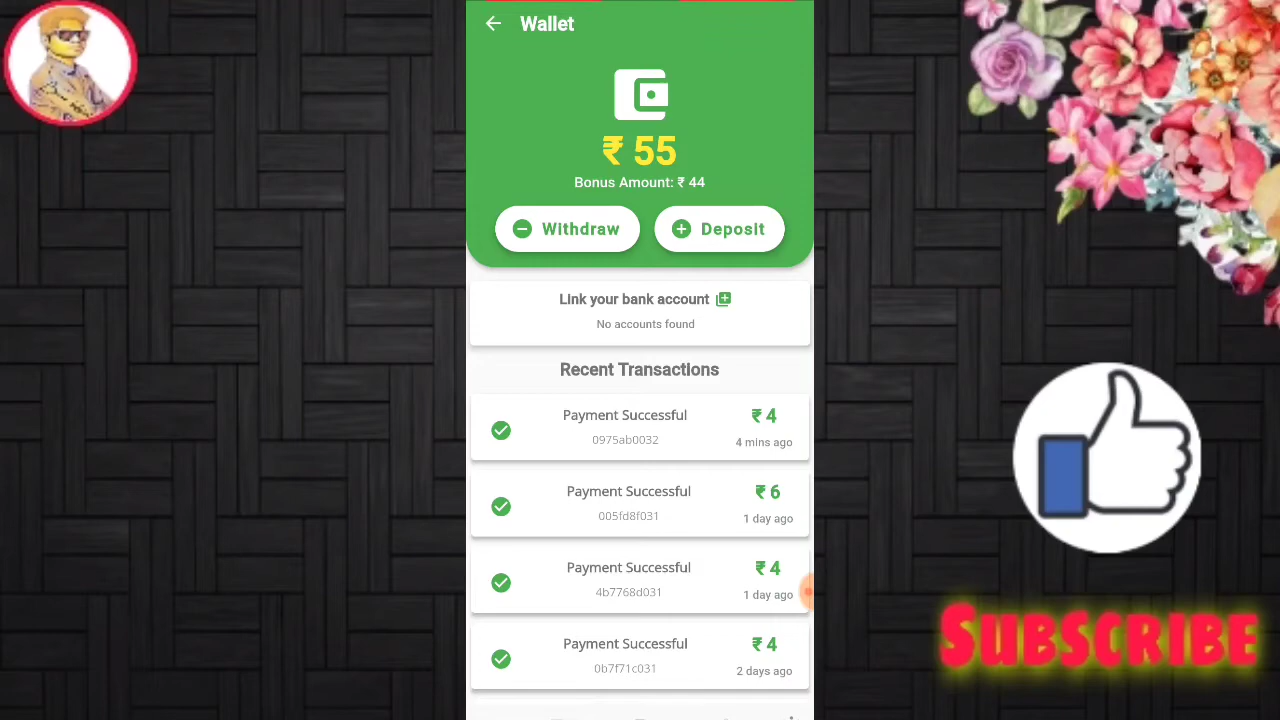 Wallet
₹ 55
Bonus Amount: ₹ 44
Withdraw
Deposit
Link your bank account
No accounts found
Recent Transactions
Payment Successful
₹ 4
0975ab0032
4 mins ago
Payment Successful
₹ 6
005fd8f031
1 day ago
Payment Successful
₹ 4
4b7768d031
1 day ago
Payment Successful
₹ 4
0b7f71c031
2 days ago
SUBSCRIBE